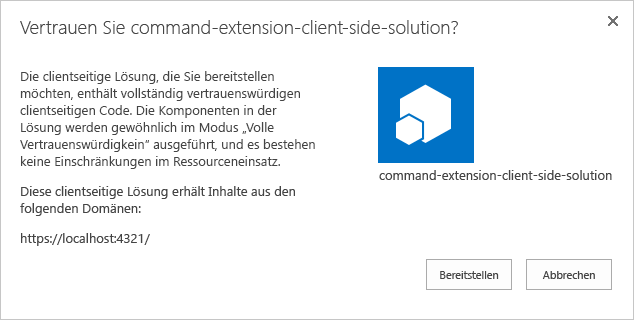 Vertrauen Sie command-extension-client-side-solution?
Die clientseitige Lösung, die Sie bereitstellen
möchten, enthält vollständig vertrauenswürdigen
clientseitigen Code. Die Komponenten in der
Lösung werden gewöhnlich im Modus „Volle
Vertrauenswürdigkein” ausgeführt, und es bestehen
keine Einschränkungen im Ressourceneinsatz.
Diese clientseitige Lösung erhält Inhalte aus den
folgenden Domänen:
https://localhost:4321/
command-extension-client-side-solution
Bereitstellen
Abbrechen